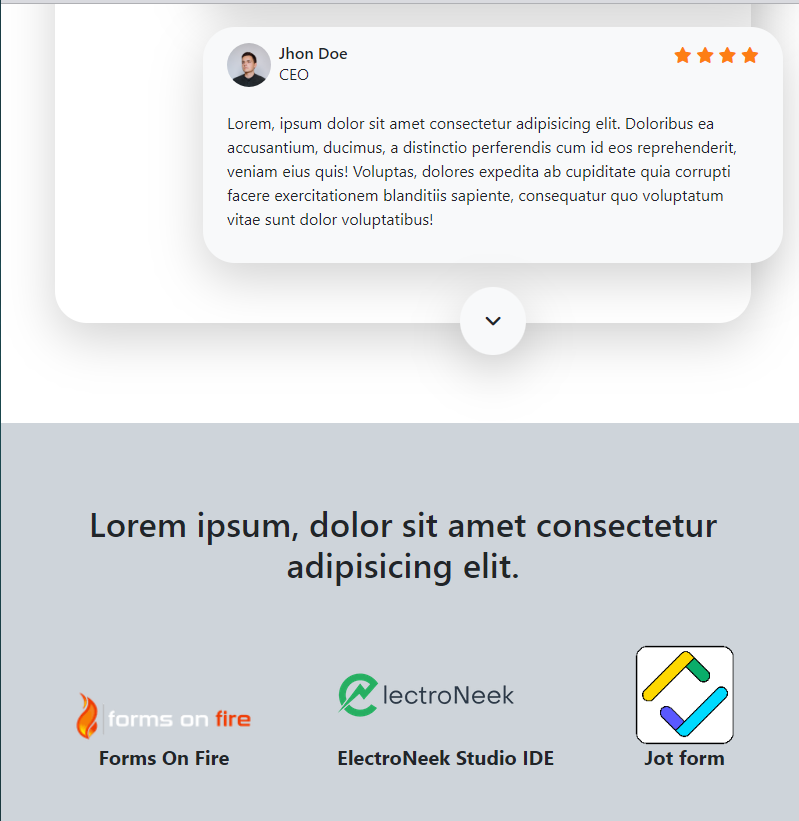 Jhon Doe
CEO
Lorem, ipsum dolor sit amet consectetur adipisicing elit. Doloribus ea
accusantium, ducimus, a distinctio perferendis cum id eos reprehenderit,
veniam eius quis! Voluptas, dolores expedita ab cupiditate quia corrupti
facere exercitationem blanditiis sapiente, consequatur quo voluptatum
vitae sunt dolor voluptatibus!
Lorem ipsum, dolor sit amet consectetur
adipisicing elit.
forms on fire
lectroNeek
Forms On Fire
ElectroNeek Studio IDE
Jot form